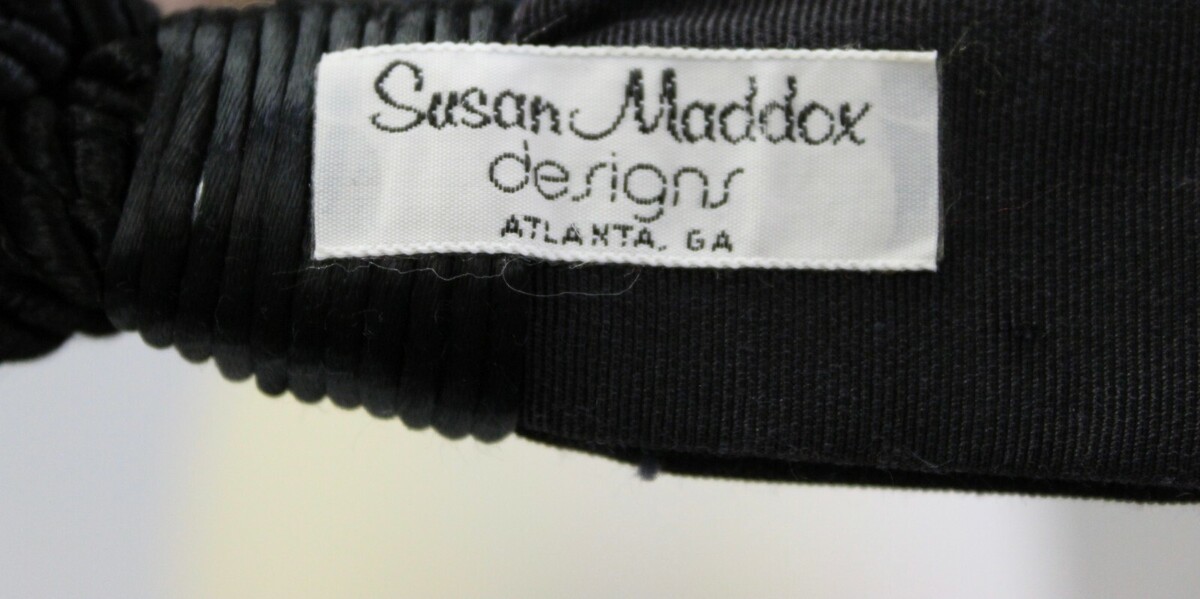 Susan Maddox
designs
ATLANTA, GA